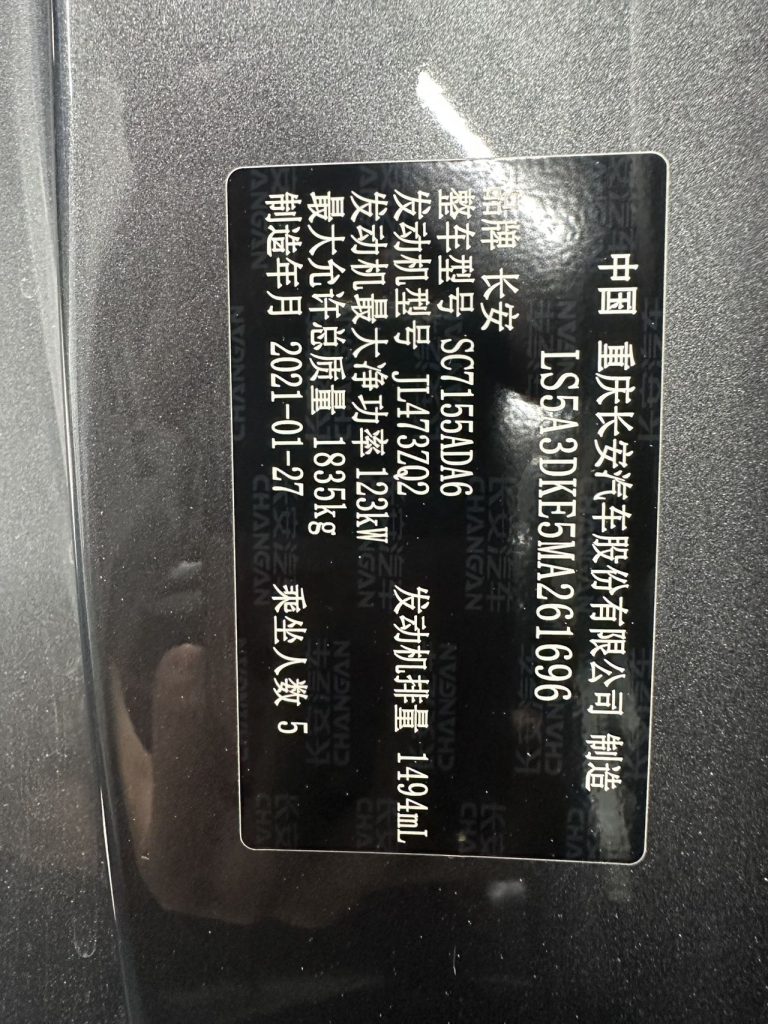 中国 重庆长安汽车股份有限公司 制造
LS5A3DKE5MA261696
品牌 长安
整车型号 SC7155ADA6
发动机型号 JL473ZQ2 发动机排量 1494mL
发动机最大净功率 123kW
最大允许总质量 1835kg
制造年月 2021-01-27 乘坐人数 5